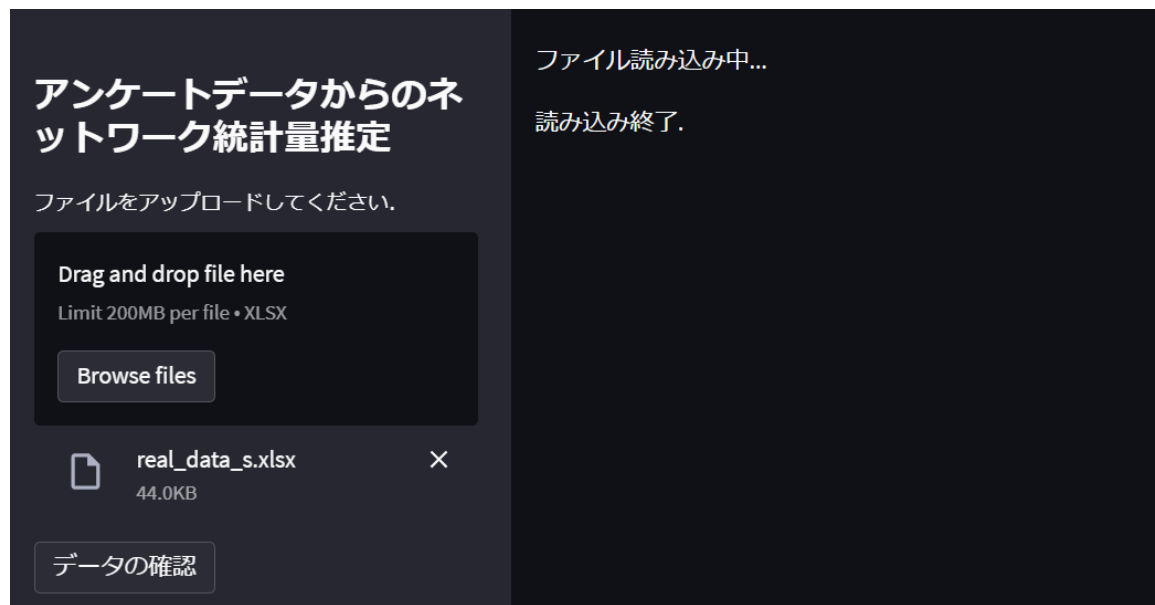 アンケートデータからのネ
ットワーク統計量推定
ファイルをアップロードしてください.
Drag and drop file here
Limit 200MB per file • XLSX
Browse files
real_data_s.xlsx
44.0KB
データの確認
ファイル読み込み中...
読み込み終了.